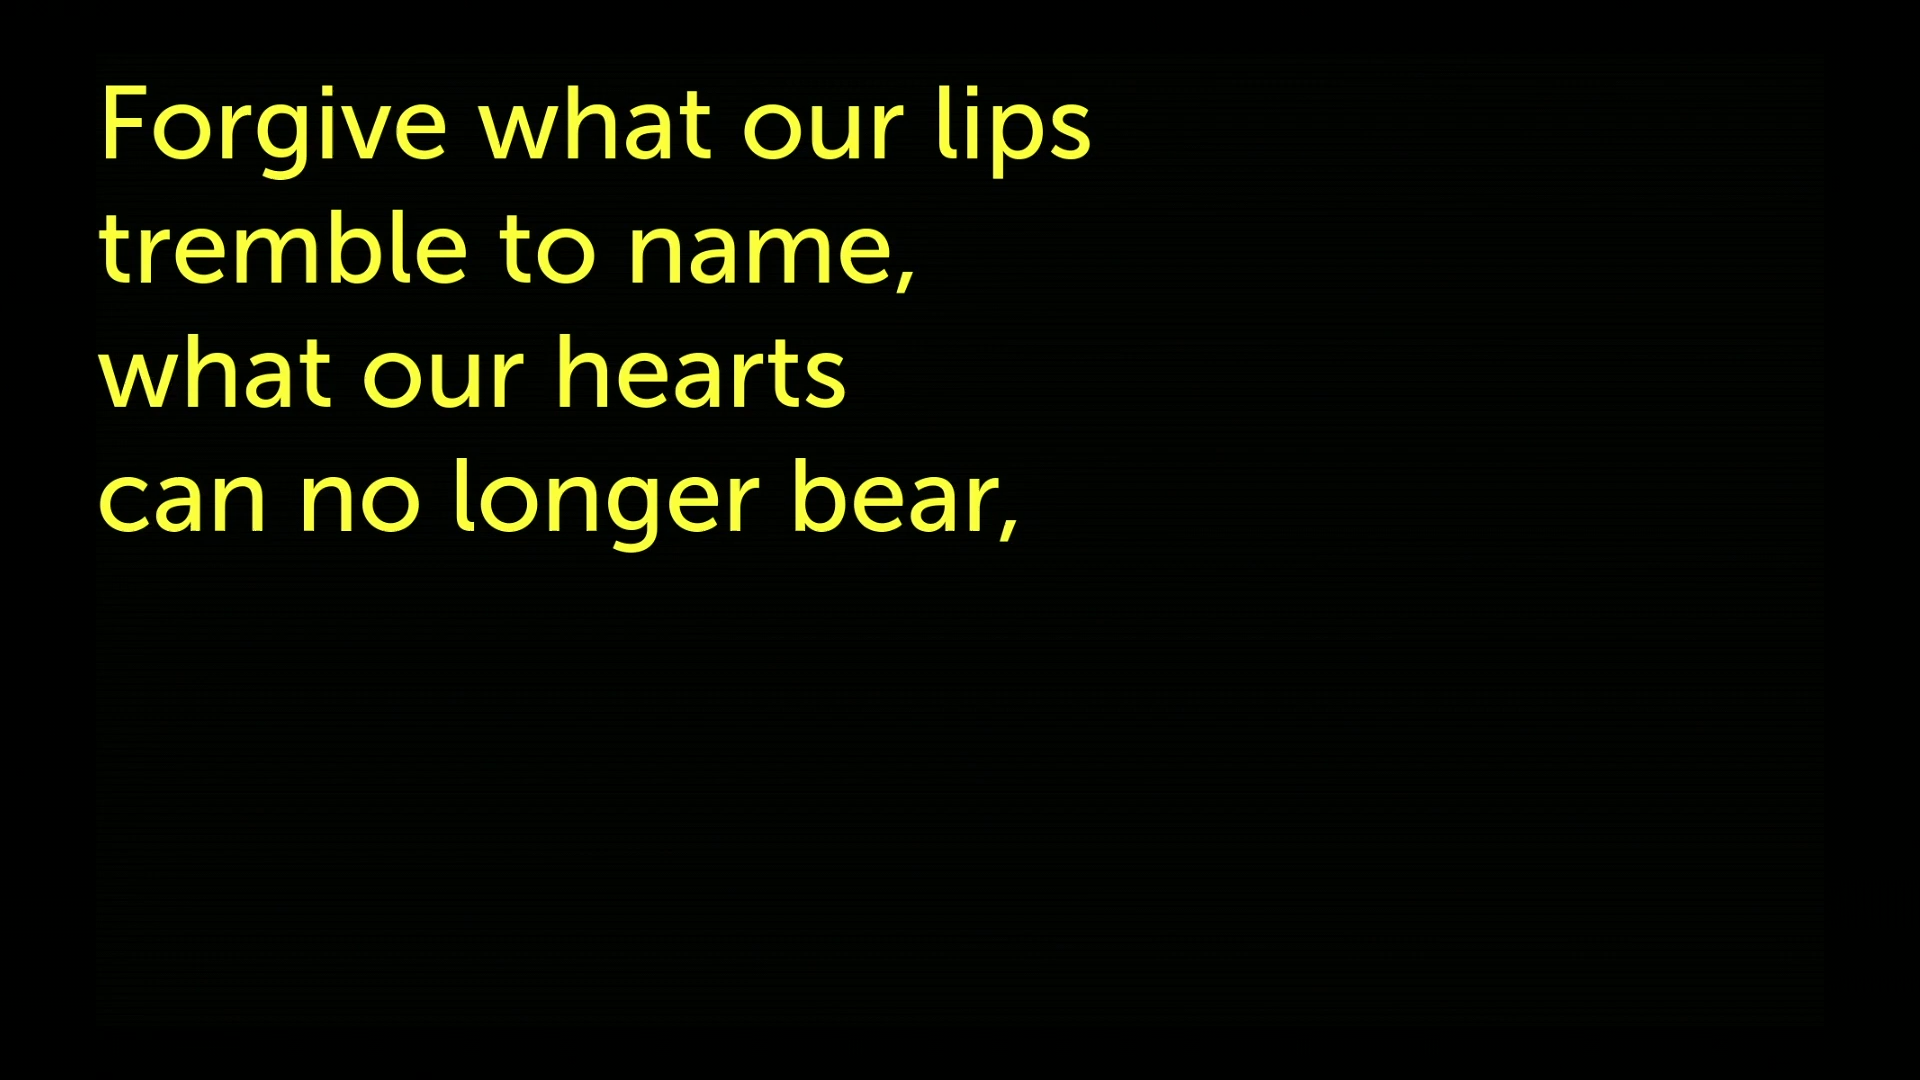 Forgive what our lips
tremble to name,
what our hearts
can no longer bear,